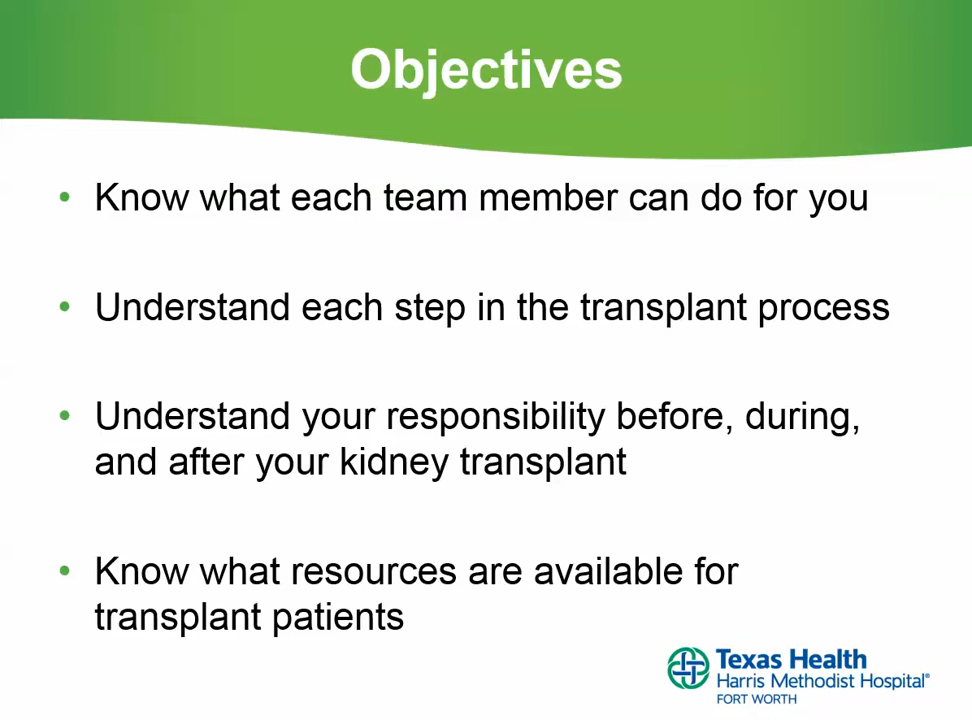 Objectives
• Know what each team member can do for you
• Understand each step in the transplant process
• Understand your responsibility before, during,
and after your kidney transplant
• Know what resources are available for
transplant patients
Texas Health
Harris Methodist Hospital®
FORT WORTH